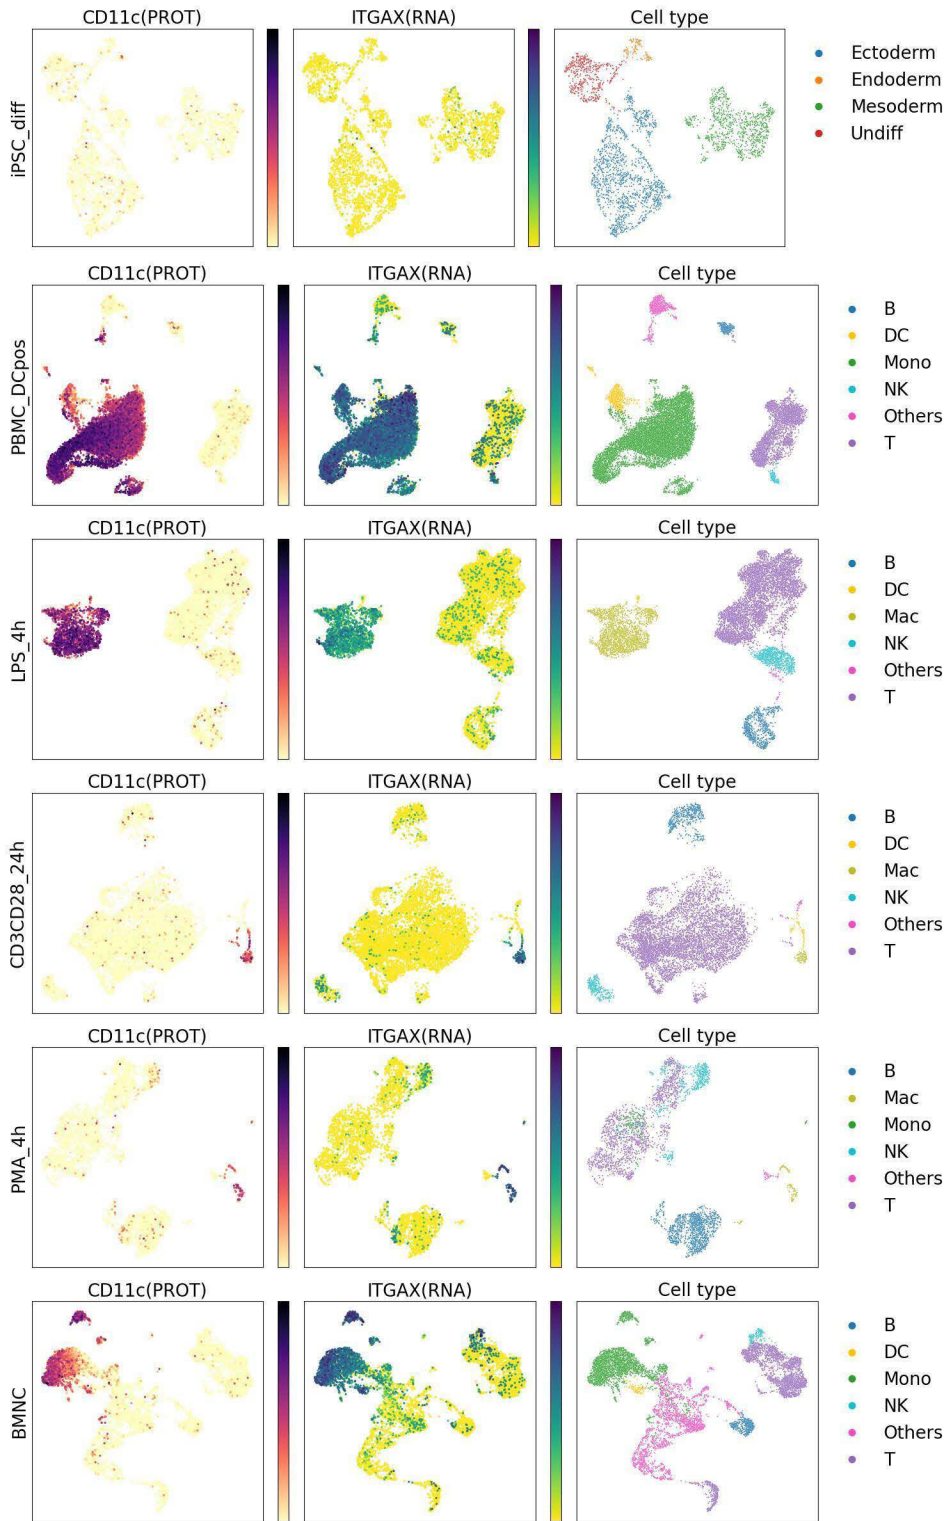 CD11c(PROT) ITGAX(RNA) Cell type
iPSC_diff
Ectoderm
Endoderm
Mesoderm
Undiff
CD11c(PROT) ITGAX(RNA) Cell type
PBMC_DCpos
B
DC
Mono
NK
Others
T
CD11c(PROT) ITGAX(RNA) Cell type
LPS_4h
B
DC
Mac
NK
Others
T
CD11c(PROT) ITGAX(RNA) Cell type
CD3CD28_24h
B
DC
Mac
NK
Others
T
CD11c(PROT) ITGAX(RNA) Cell type
PMA_4h
B
Mac
Mono
NK
Others
T
CD11c(PROT) ITGAX(RNA) Cell type
BMNC
B
DC
Mono
NK
Others
T